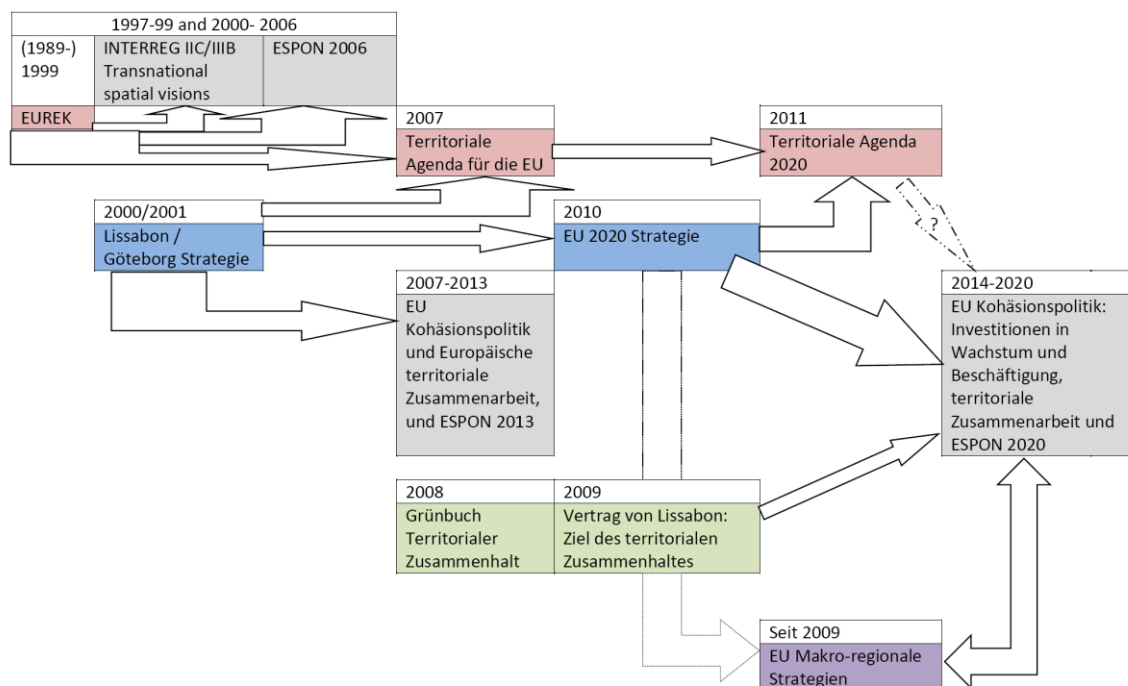 1997-99 and 2000- 2006
(1989-)
1999
INTERREG IIC/IIIB
Transnational
spatial visions
ESPON 2006
EUREK
2007
Territoriale
Agenda für die EU
2011
Territoriale Agenda
2020
2000/2001
Lissabon /
Göteborg Strategie
2010
EU 2020 Strategie
?
2007-2013
EU
Kohäsionspolitik
und Europäische
territoriale
Zusammenarbeit,
und ESPON 2013
2014-2020
EU Kohäsionspolitik:
Investitionen in
Wachstum und
Beschäftigung,
territoriale
Zusammenarbeit und
ESPON 2020
2008
Grünbuch
Territorialer
Zusammenhalt
2009
Vertrag von Lissabon:
Ziel des territorialen
Zusammenhaltes
Seit 2009
EU Makro-regionale
Strategien